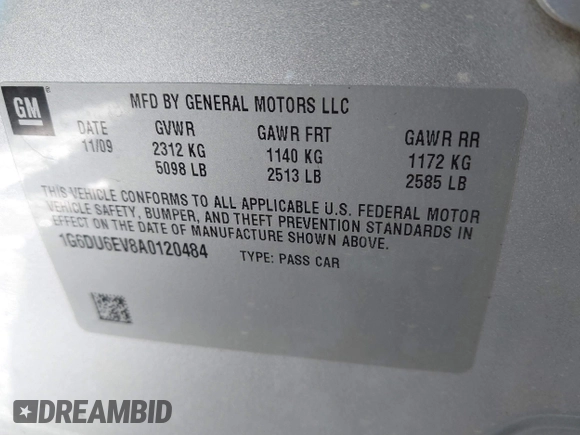 GM
MFD BY GENERAL MOTORS LLC
DATE GVWR GAWR FRT GAWR RR
11/09 2312 KG 1140 KG 1172 KG
5098 LB 2513 LB 2585 LB
THIS VEHICLE CONFORMS TO ALL APPLICABLE U.S. FEDERAL MOTOR
VEHICLE SAFETY, BUMPER, AND THEFT PREVENTION STANDARDS IN
EFFECT ON THE DATE OF MANUFACTURE SHOWN ABOVE.
1G6DU6EV8A0120484 TYPE: PASS CAR
DREAMBID